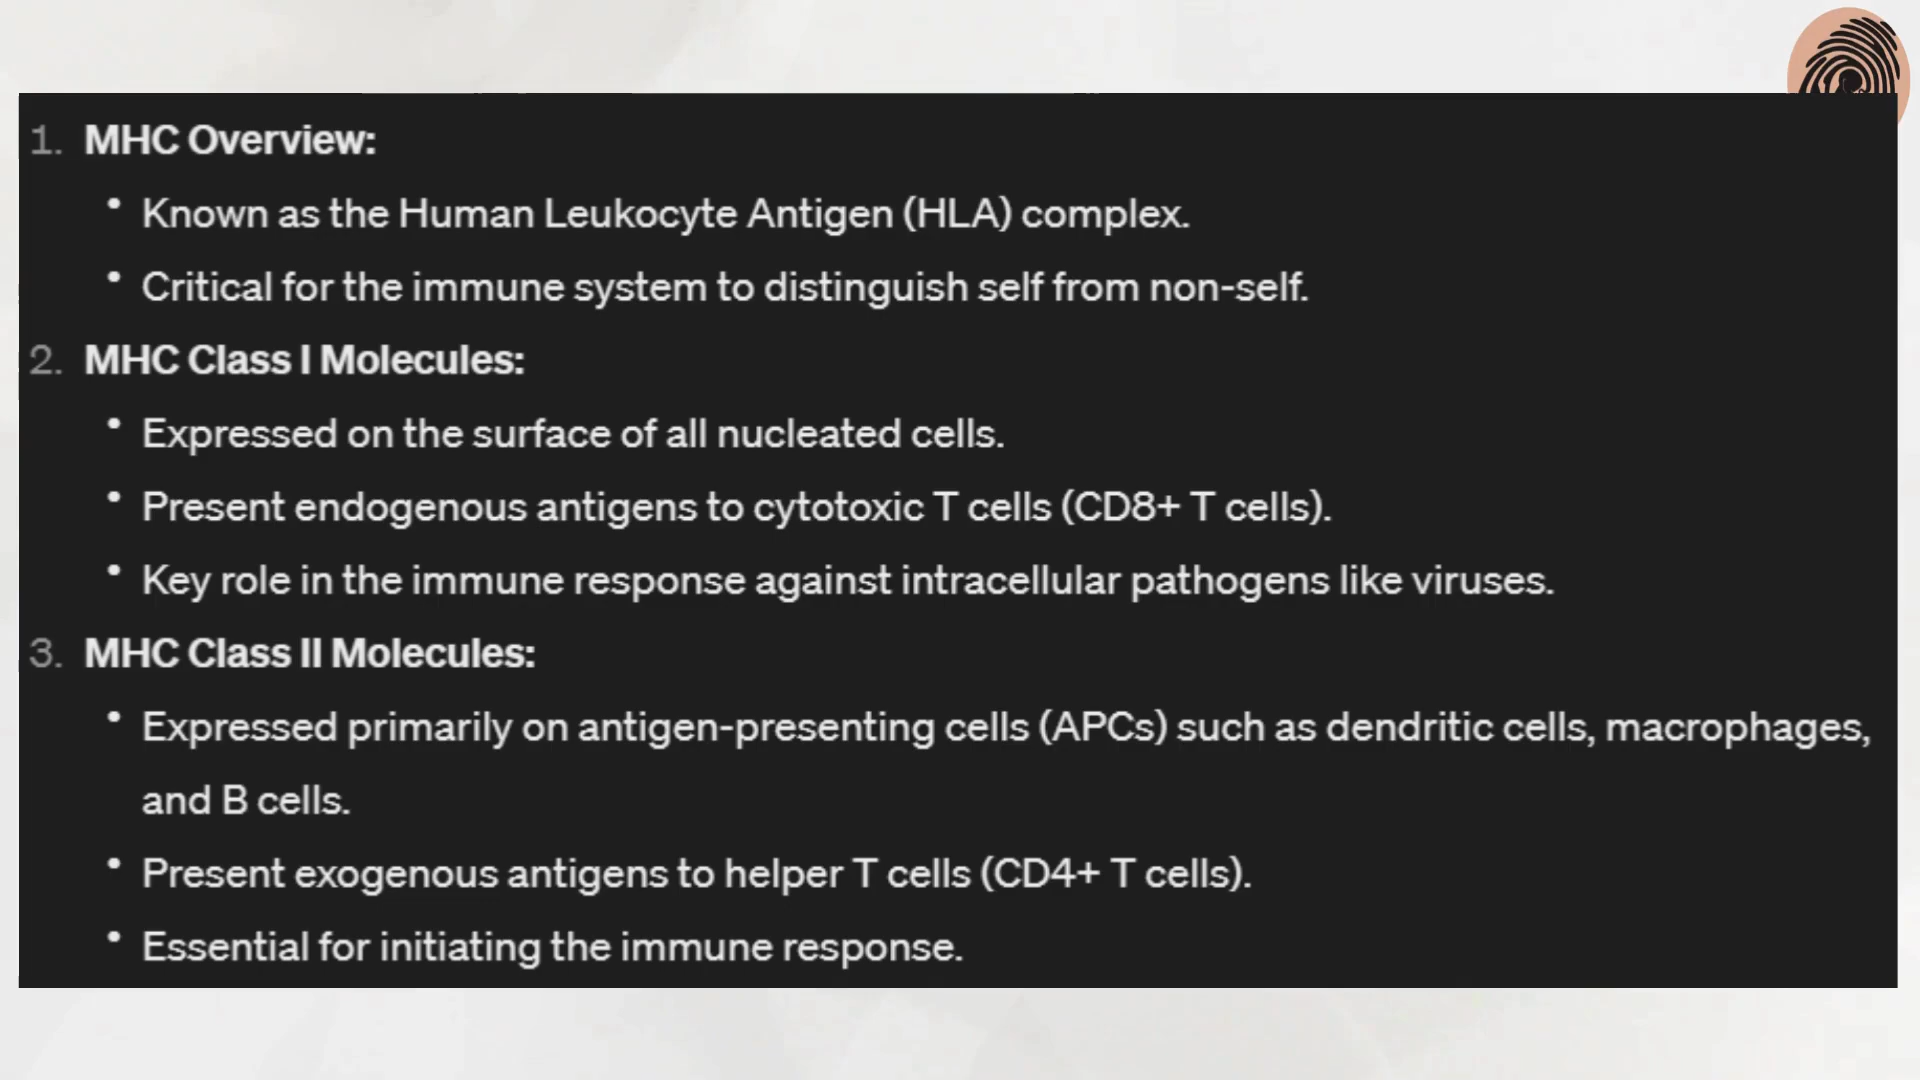 1. MHC Overview:
• Known as the Human Leukocyte Antigen (HLA) complex.
• Critical for the immune system to distinguish self from non-self.
2. MHC Class I Molecules:
• Expressed on the surface of all nucleated cells.
• Present endogenous antigens to cytotoxic T cells (CD8+ T cells).
• Key role in the immune response against intracellular pathogens like viruses.
3. MHC Class II Molecules:
• Expressed primarily on antigen-presenting cells (APCs) such as dendritic cells, macrophages,
and B cells.
• Present exogenous antigens to helper T cells (CD4+ T cells).
• Essential for initiating the immune response.